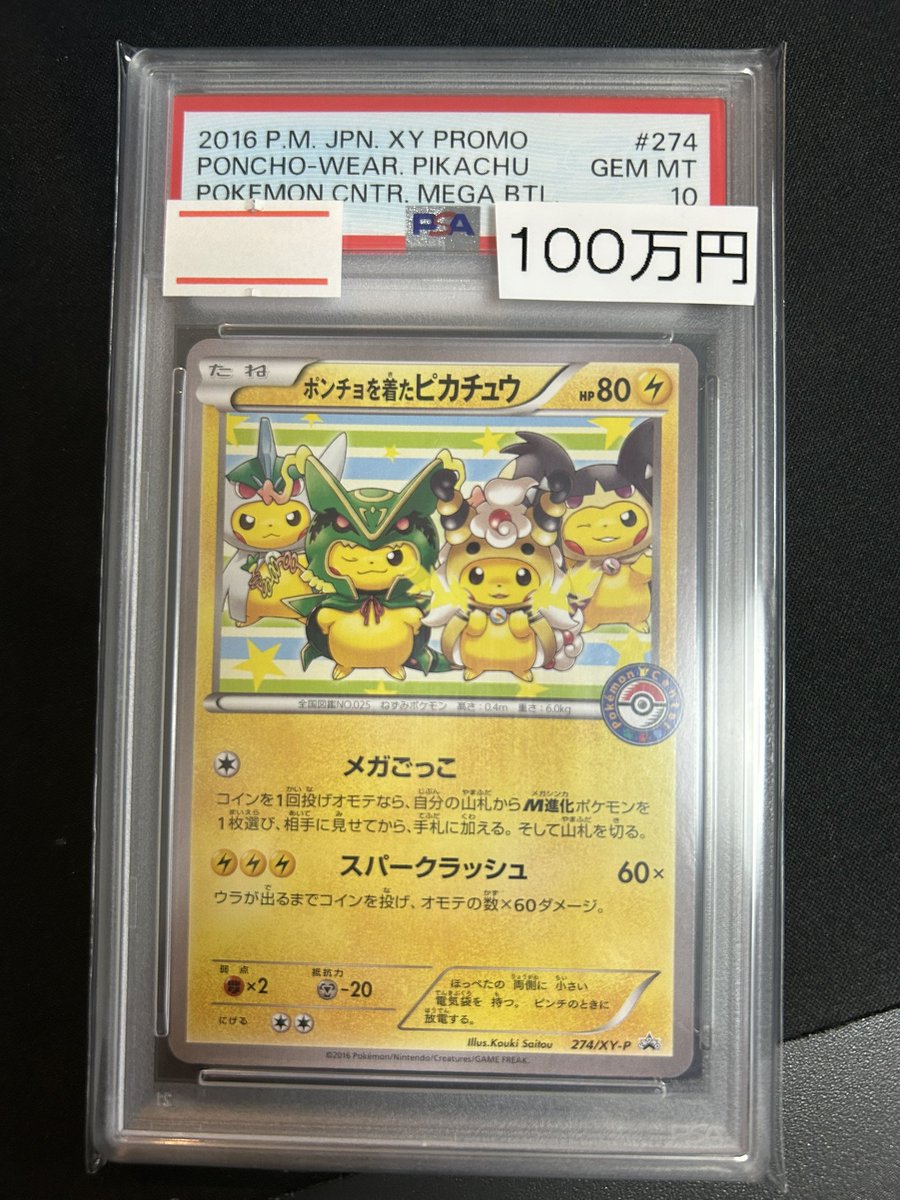 2016 P.M. JPN. XY PROMO #274
PONCHO-WEAR. PIKACHU GEM MT
POKEMON CNTR. MEGA BTL. 10
PSA
100万円
たね ポンチョを着たピカチュウ HP80
全国図鑑NO.025 ねずみポケモン 高さ:0.4m 重さ:6.0kg
Pokémon Center
メガごっこ
コインを1回投げオモテなら、自分の山札からM進化ポケモンを
1枚選び、相手に見せてから、手札に加える。そして山札を切る。
スパークラッシュ 60×
ウラが出るまでコインを投げ、オモテの数×60ダメージ。
弱点 抵抗力
×2 -20
にげる
ほっぺたの 両側に 小さい
電気袋を 持つ。 ピンチのときに
放電する。
Illus.Kouki Saitou 274/XY-P
©2016 Pokémon/Nintendo/Creatures/GAME FREAK.
PSA